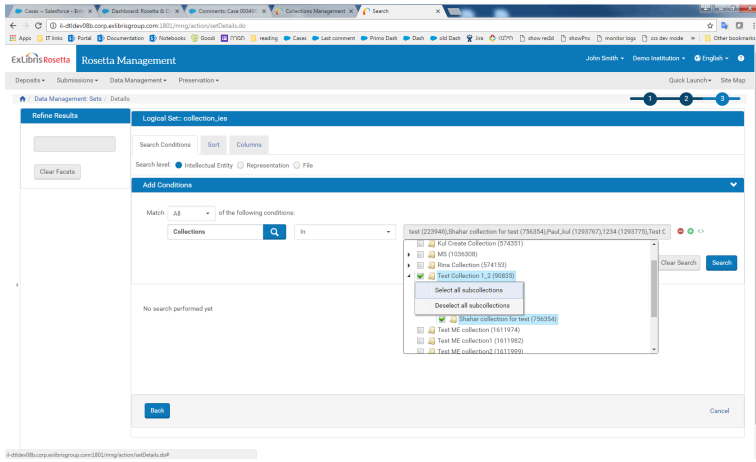 Cases ~ Salesforce - Ent
Dashboard: Rosetta & C
Comments: Case 00349
Collections Management
Search
il-dtldev08b.corp.exlibrisgroup.com:1801/mng/action/setDetails.do
Apps IT links Portal Documentation Notebooks Goodi reading Cases Last comment Primo Dash Dash old Dash Jira show redd showPns monitor logs css dev mode » Other bookmarks
ExLibris Rosetta Rosetta Management John Smith Demo Institution English
Deposits Submissions Data Management Preservation Quick Launch Site Map
/ Data Management: Sets / Details 1 2 3
Refine Results
Clear Facets
Logical Set:: collection_ies
Search Conditions Sort Columns
Search level: Intellectual Entity Representation File
Add Conditions
Match All of the following conditions:
Collections In test (223946),Shahar collection for test (756354),Paul_kul (1293767),1234 (1293775),Test C
Kul Create Collection (574351)
MS (1036308)
Rina Collection (574153)
Test Collection 1_2 (90835)
Select all subcollections
Deselect all subcollections
Shahar collection for test (756354)
Test ME collection (1611974)
Test ME collection1 (1611982)
Test ME collection2 (1611999)
Clear Search Search
No search performed yet
Back Cancel
il-dtldev08b.corp.exlibrisgroup.com:1801/mng/action/setDetails.do#